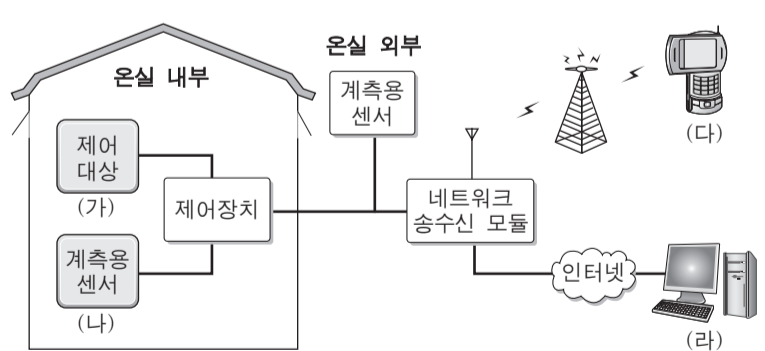 온실 외부
온실 내부
계측용
센서
제어
대상
(가)
제어장치
네트워크
송수신 모듈
(다)
계측용
센서
(나)
인터넷
(라)